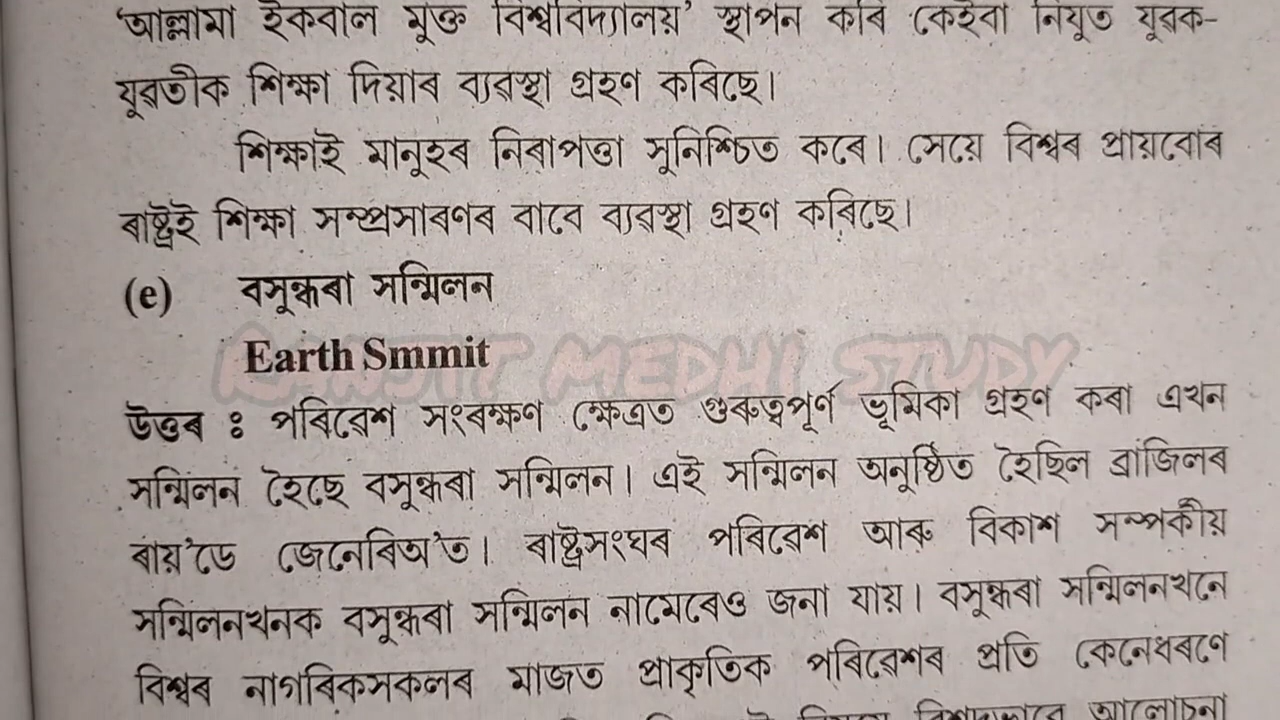 'আল্লামা ইকবাল মুক্ত বিশ্ববিদ্যালয়' স্থাপন কৰি কেইবা নিযুত যুৱক-
যুৱতীক শিক্ষা দিয়াৰ ব্যৱস্থা গ্ৰহণ কৰিছে।
শিক্ষাই মানুহৰ নিৰাপত্তা সুনিশ্চিত কৰে। সেয়ে বিশ্বৰ প্ৰায়বোৰ
ৰাষ্ট্ৰেই শিক্ষা সম্প্ৰসাৰণৰ বাবে ব্যৱস্থা গ্ৰহণ কৰিছে।
(e) বসুন্ধৰা সন্মিলন
Earth Smmit
RANJIT MEDHI STUDY
উত্তৰ : পৰিৱেশ সংৰক্ষণ ক্ষেত্ৰত গুৰুত্বপূৰ্ণ ভূমিকা গ্ৰহণ কৰা এখন
সন্মিলন হৈছে বসুন্ধৰা সন্মিলন। এই সন্মিলন অনুষ্ঠিত হৈছিল ব্ৰাজিলৰ
ৰায়'ডে জেনেৰিঅ'ত। ৰাষ্ট্ৰসংঘৰ পৰিৱেশ আৰু বিকাশ সম্পৰ্কীয়
সন্মিলনখনক বসুন্ধৰা সন্মিলন নামেৰেও জনা যায়। বসুন্ধৰা সন্মিলনখনে
বিশ্বৰ নাগৰিকসকলৰ মাজত প্ৰাকৃতিক পৰিৱেশৰ প্ৰতি কেনেধৰণে
বিশদভাৱে আলোচনা